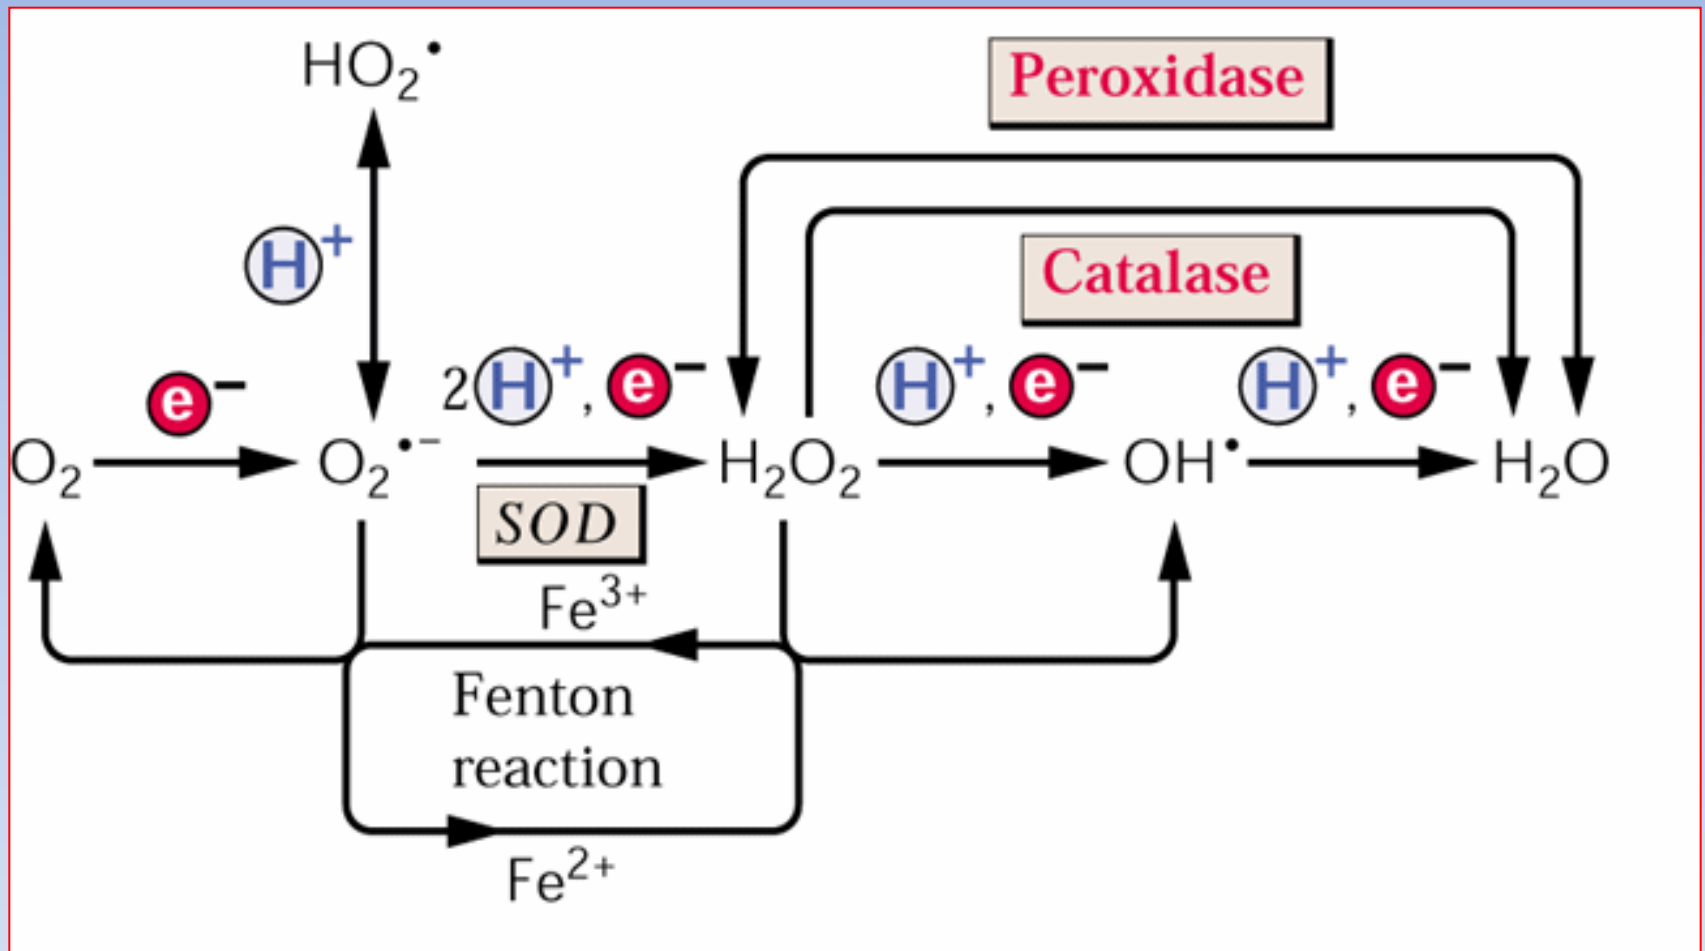 HO₂•
Peroxidase
H⁺
Catalase
e⁻
2H⁺, e⁻
H⁺, e⁻
H⁺, e⁻
O₂
O₂•⁻
H₂O₂
OH•
H₂O
SOD
Fe³⁺
Fenton
reaction
Fe²⁺